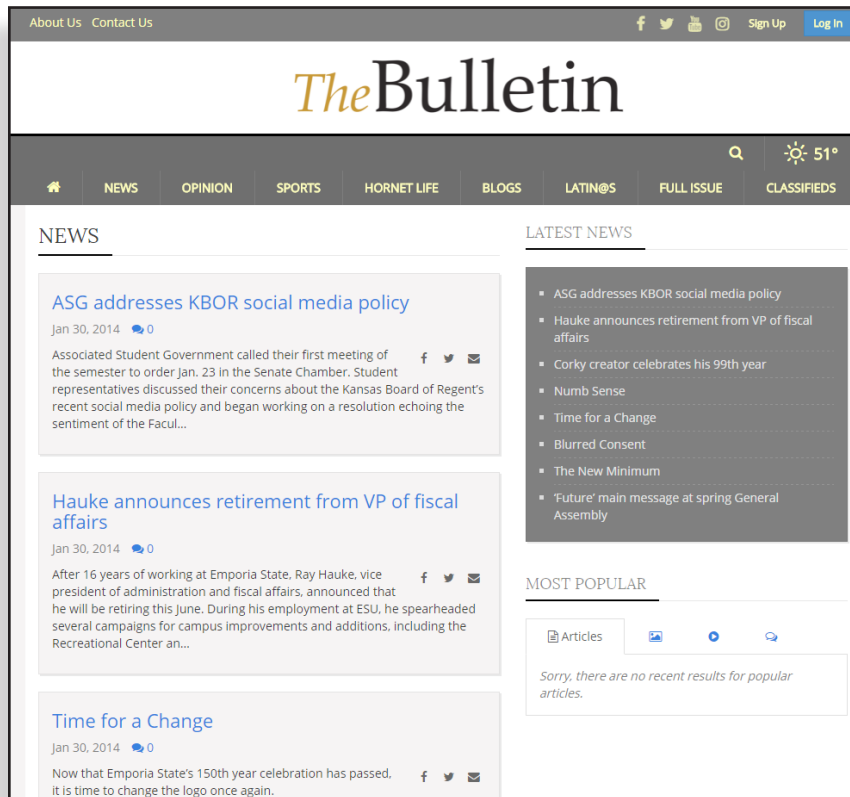 About Us Contact Us
Sign Up Log In
TheBulletin
51°
NEWS OPINION SPORTS HORNET LIFE BLOGS LATIN@S FULL ISSUE CLASSIFIEDS
NEWS
ASG addresses KBOR social media policy
Jan 30, 2014 0
Associated Student Government called their first meeting of
the semester to order Jan. 23 in the Senate Chamber. Student
representatives discussed their concerns about the Kansas Board of Regent's
recent social media policy and began working on a resolution echoing the
sentiment of the Facul...
Hauke announces retirement from VP of fiscal
affairs
Jan 30, 2014 0
After 16 years of working at Emporia State, Ray Hauke, vice
president of administration and fiscal affairs, announced that
he will be retiring this June. During his employment at ESU, he spearheaded
several campaigns for campus improvements and additions, including the
Recreational Center an...
Time for a Change
Jan 30, 2014 0
Now that Emporia State's 150th year celebration has passed,
it is time to change the logo once again.
LATEST NEWS
ASG addresses KBOR social media policy
Hauke announces retirement from VP of fiscal
affairs
Corky creator celebrates his 99th year
Numb Sense
Time for a Change
Blurred Consent
The New Minimum
'Future' main message at spring General
Assembly
MOST POPULAR
Articles
Sorry, there are no recent results for popular
articles.